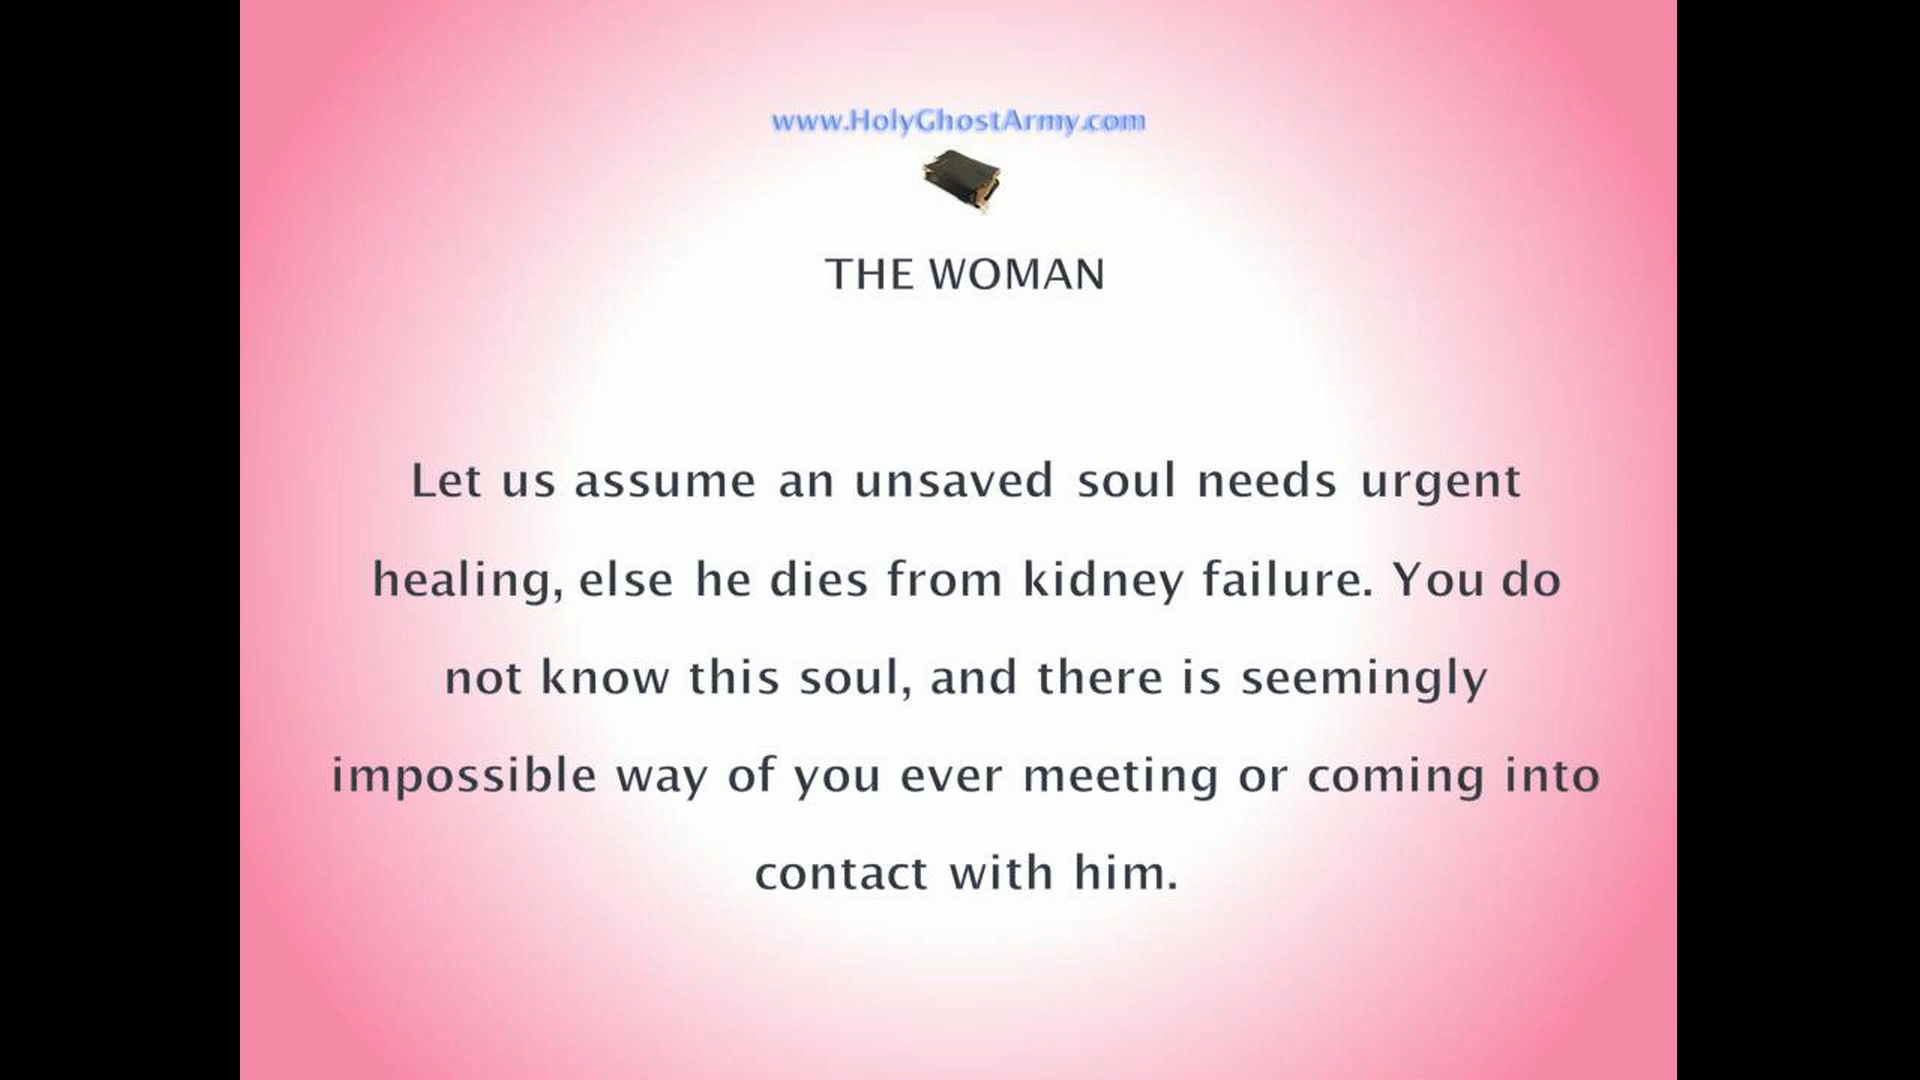 www.HolyGhostArmy.com
THE WOMAN
Let us assume an unsaved soul needs urgent
healing, else he dies from kidney failure. You do
not know this soul, and there is seemingly
impossible way of you ever meeting or coming into
contact with him.